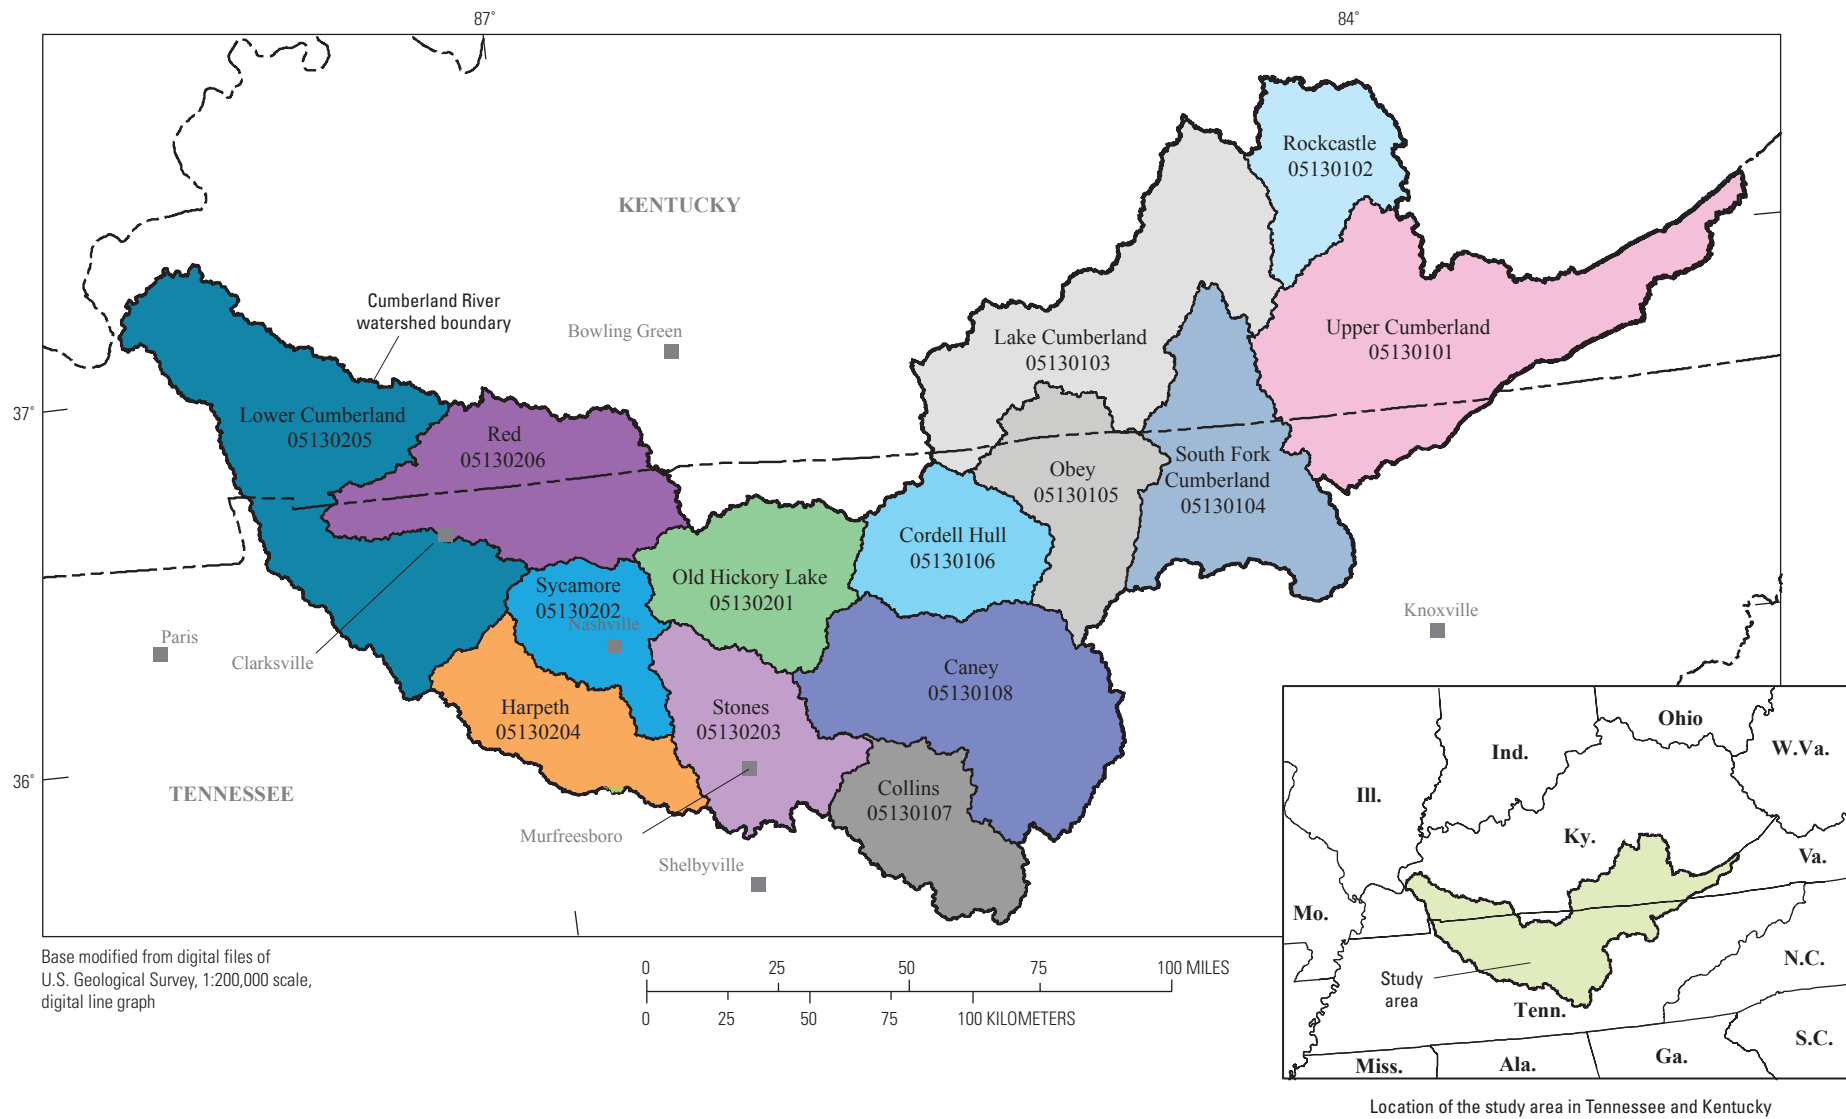 87°
84°
Rockcastle
05130102
KENTUCKY
Cumberland River
watershed boundary
Bowling Green
Lake Cumberland
05130103
Upper Cumberland
05130101
37°
Lower Cumberland
05130205
Red
05130206
Obey
05130105
South Fork
Cumberland
05130104
Cordell Hull
05130106
Old Hickory Lake
05130201
Sycamore
05130202
Nashville
Knoxville
Paris
Clarksville
Caney
05130108
Harpeth
05130204
Stones
05130203
36°
TENNESSEE
Collins
05130107
Murfreesboro
Shelbyville
Ohio
Ind.
W.Va.
Ill.
Ky.
Va.
Mo.
N.C.
Study
area
Tenn.
S.C.
Miss.
Ala.
Ga.
Base modified from digital files of
U.S. Geological Survey, 1:200,000 scale,
digital line graph
0 25 50 75 100 MILES
0 25 50 75 100 KILOMETERS
Location of the study area in Tennessee and Kentucky